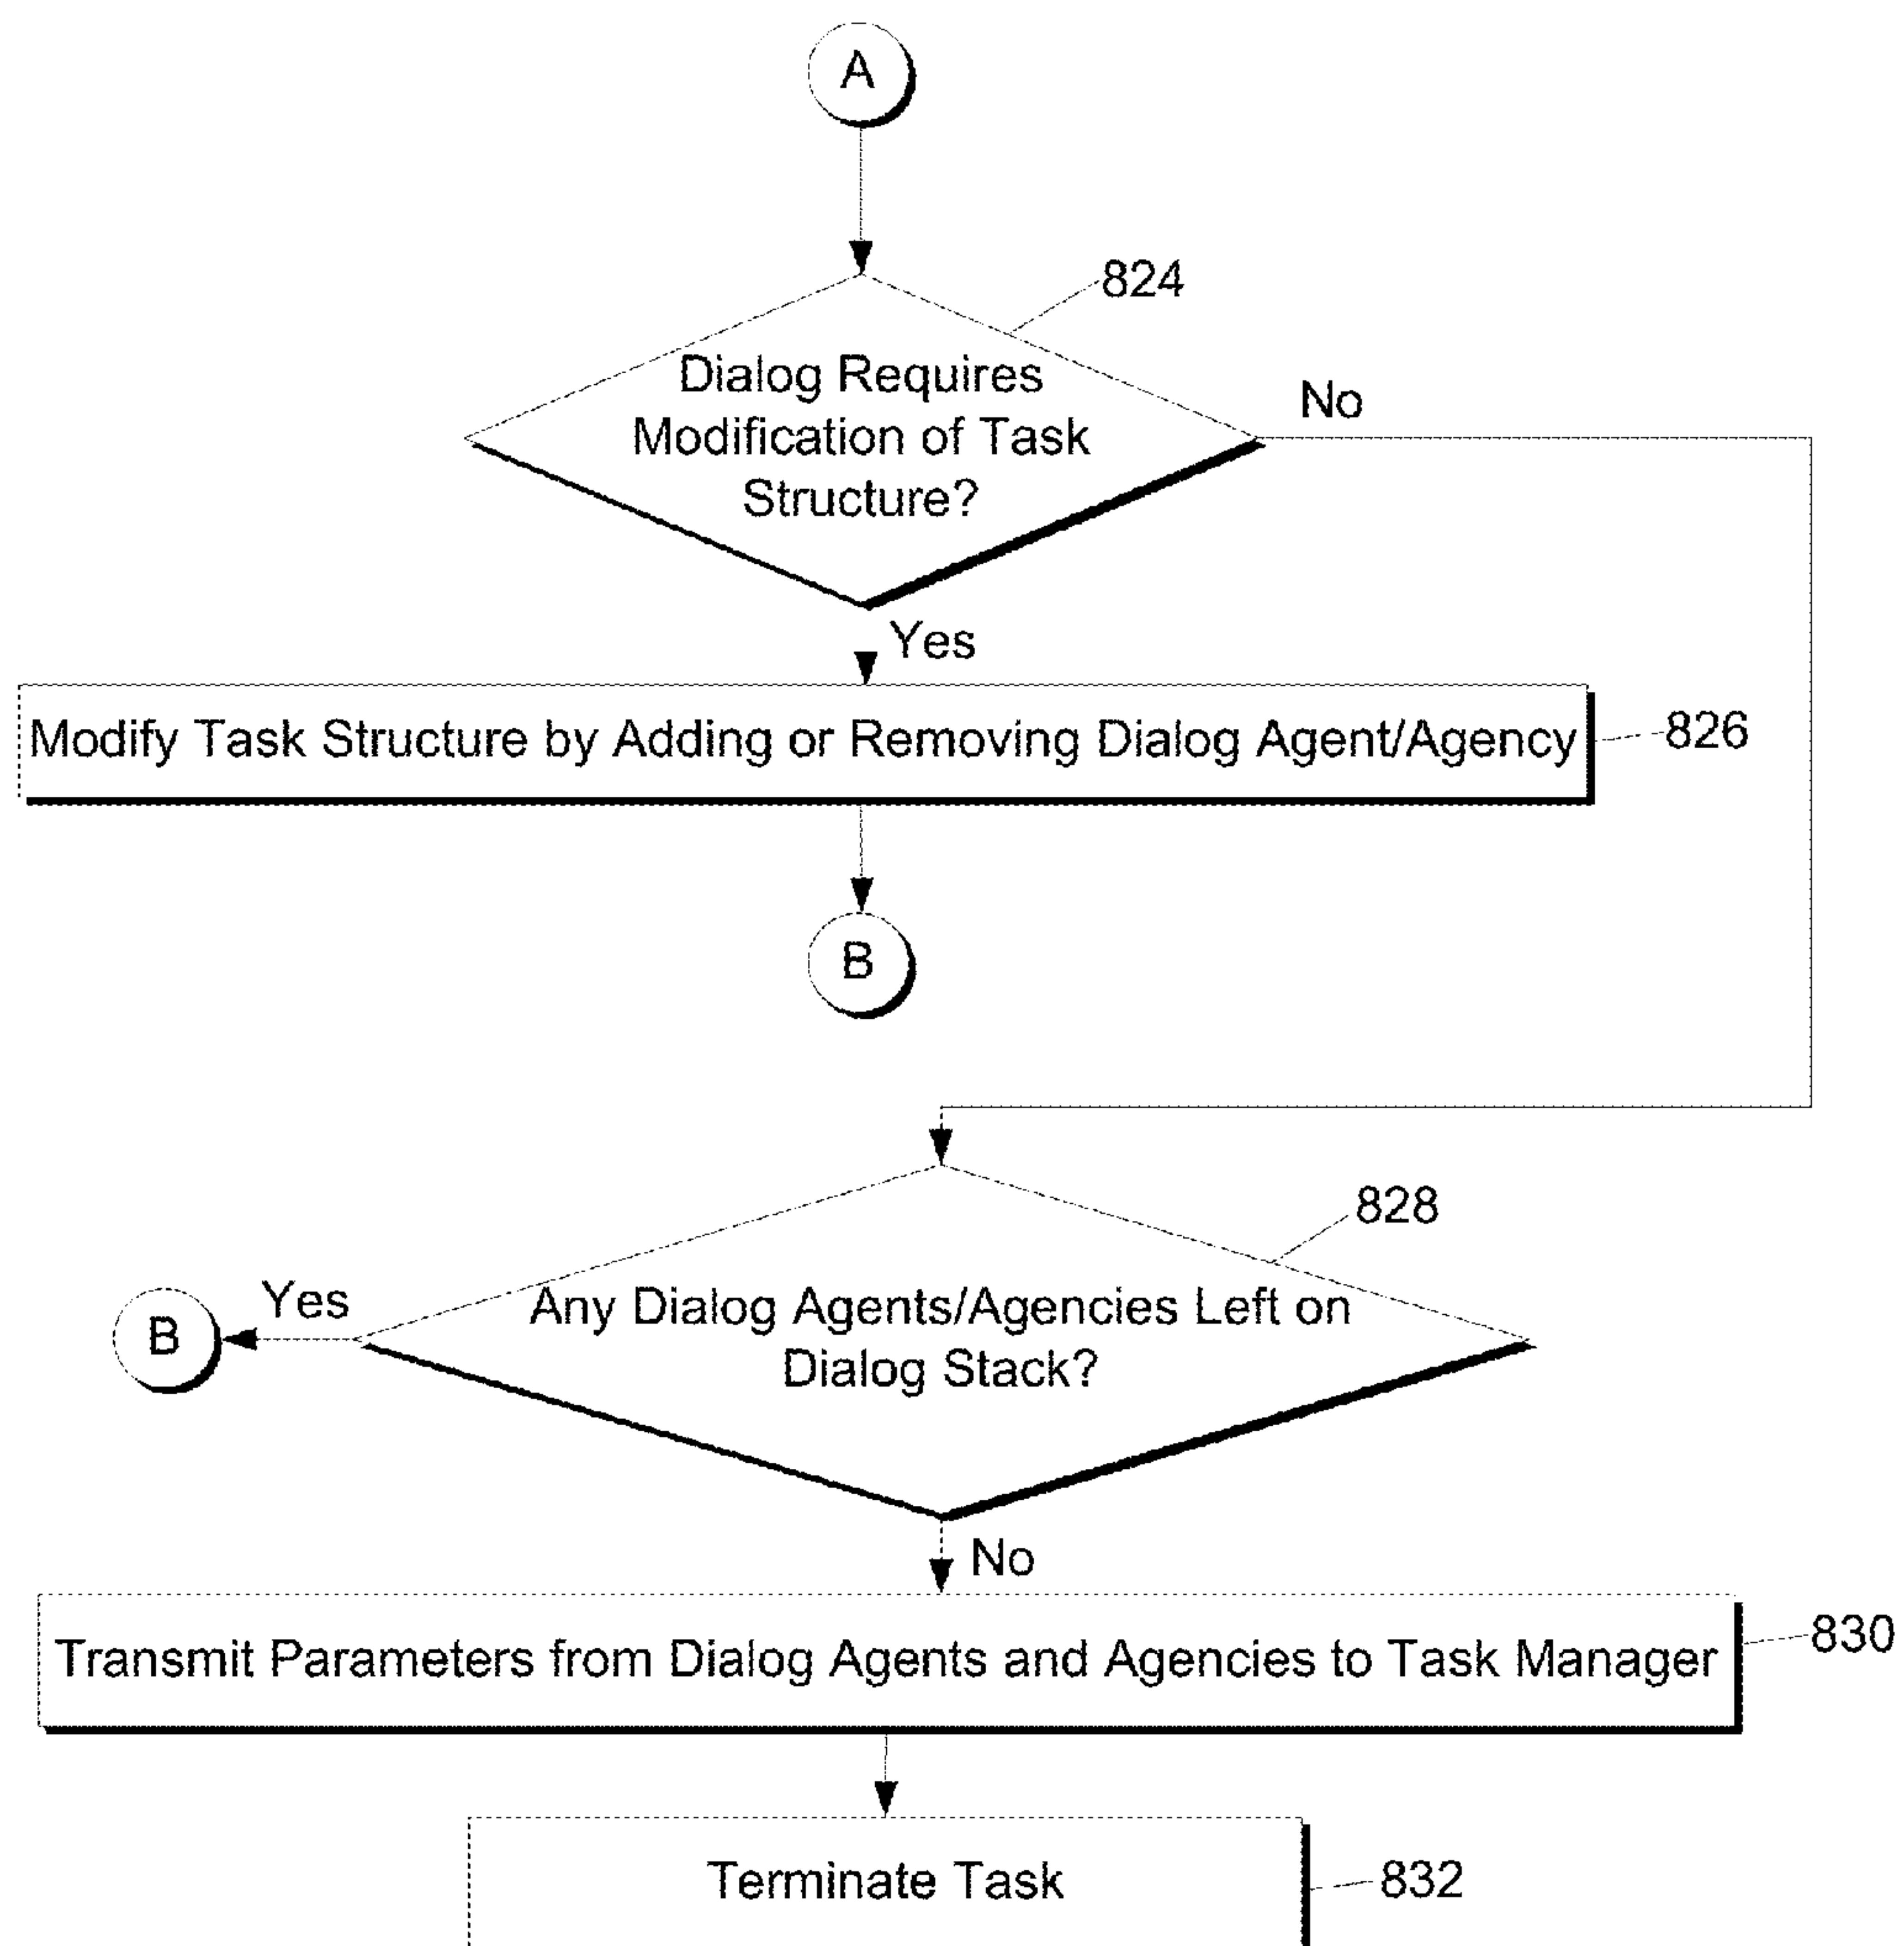 A
824
Dialog Requires
Modification of Task
Structure?
No
Yes
Modify Task Structure by Adding or Removing Dialog Agent/Agency
826
B
828
Any Dialog Agents/Agencies Left on
Dialog Stack?
Yes
B
No
Transmit Parameters from Dialog Agents and Agencies to Task Manager
830
Terminate Task
832